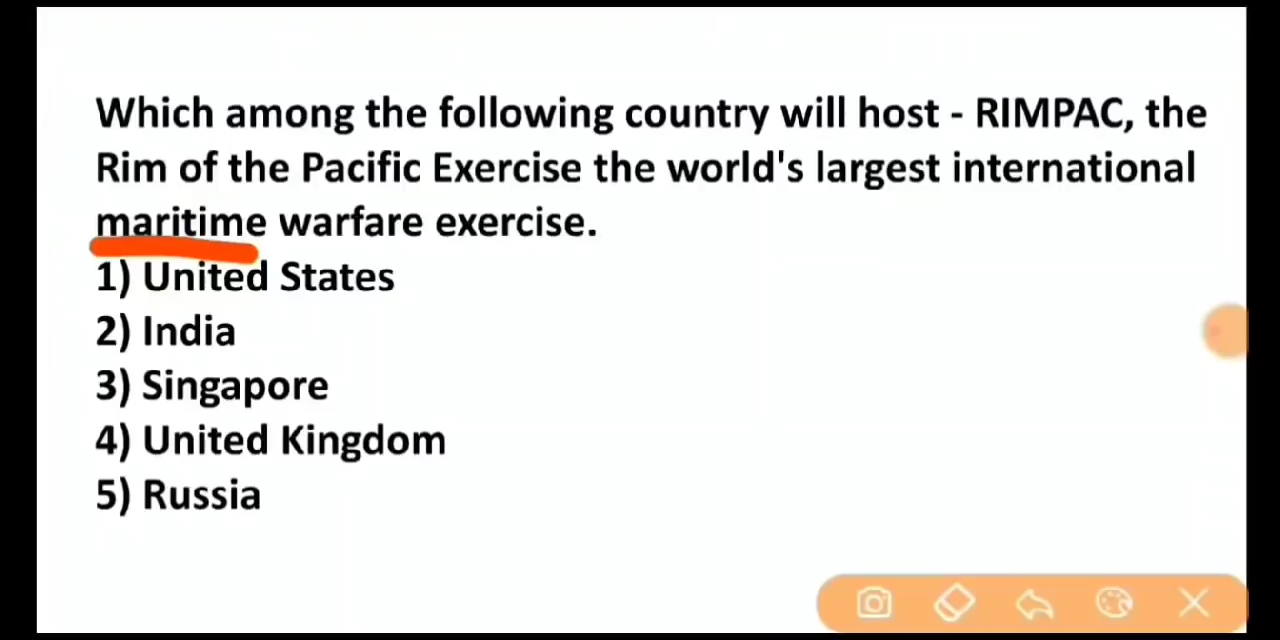 Which among the following country will host - RIMPAC, the
Rim of the Pacific Exercise the world's largest international
maritime warfare exercise.
1) United States
2) India
3) Singapore
4) United Kingdom
5) Russia